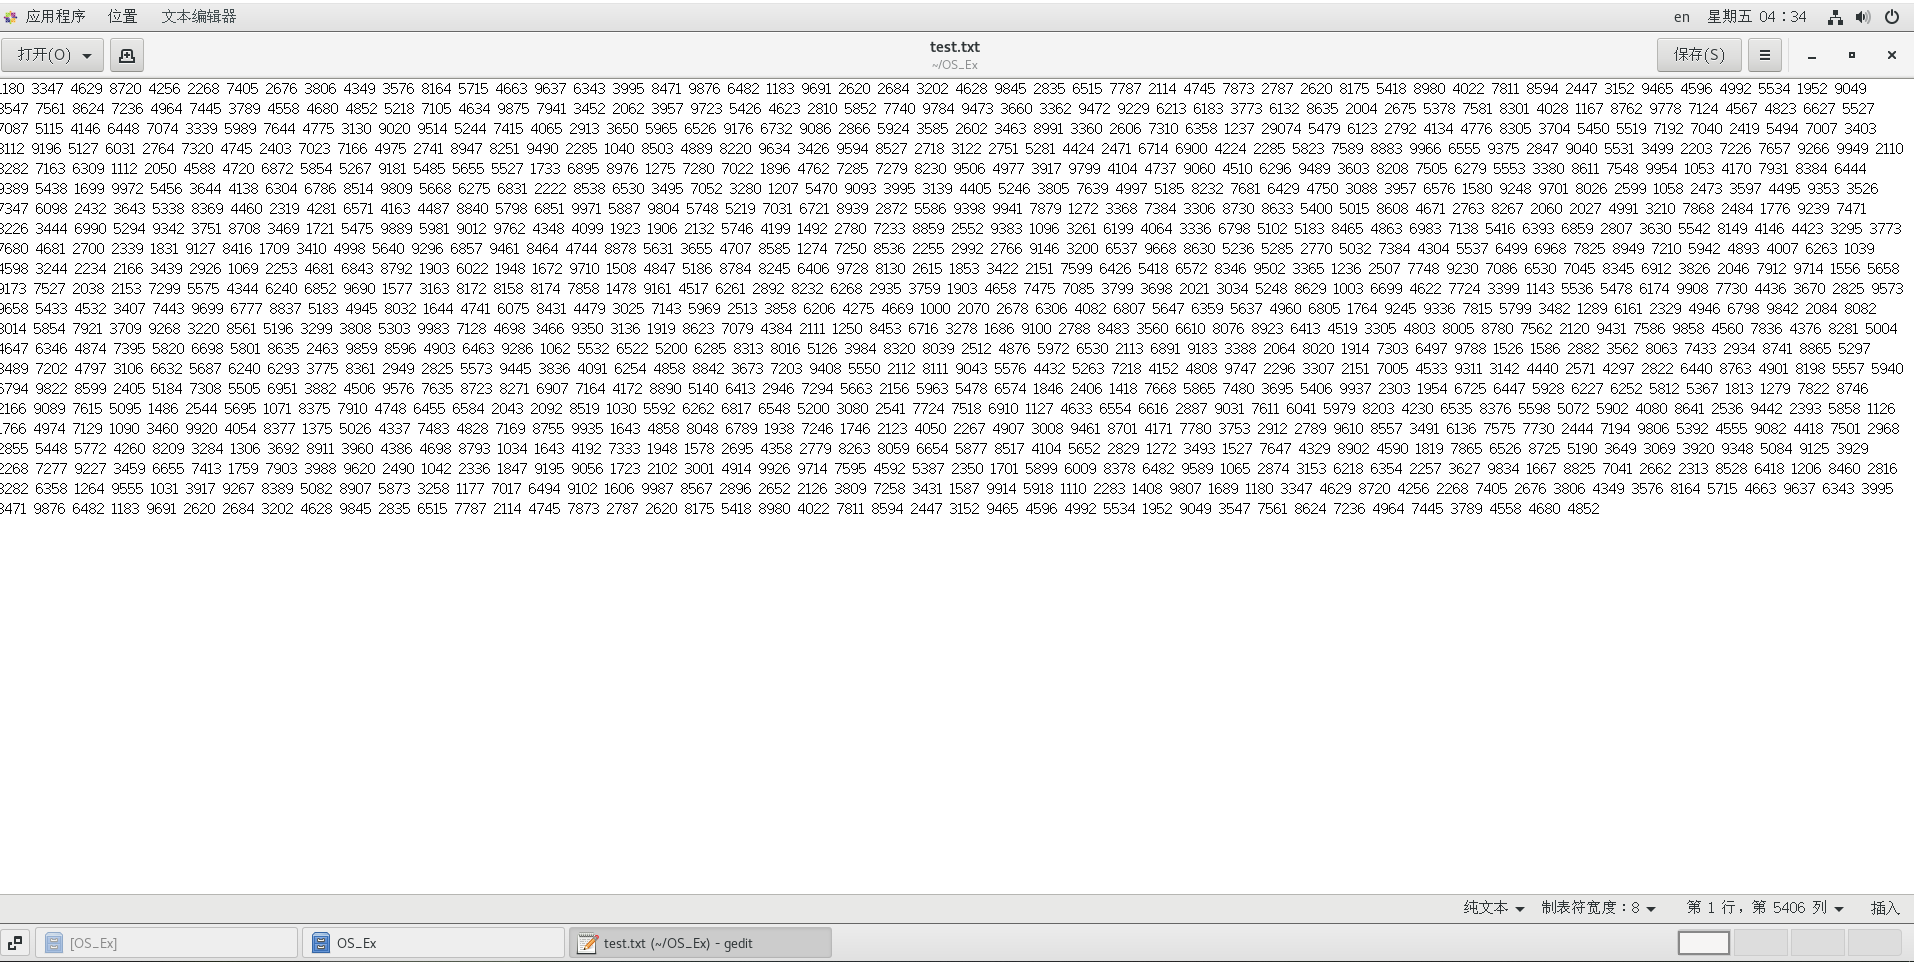 应用程序 位置 文本编辑器 en 星期五 04：34
打开(O) test.txt 保存(S)
~/OS_Ex
1180 3347 4629 8720 4256 2268 7405 2676 3806 4349 3576 8164 5715 4663 9637 6343 3995 8471 9876 6482 1183 9691 2620 2684 3202 4628 9845 2835 6515 7787 2114 4745 7873 2787 2620 8175 5418 8980 4022 7811 8594 2447 3152 9465 4596 4992 5534 1952 9049
3547 7561 8624 7236 4964 7445 3789 4558 4680 4852 5218 7105 4634 9875 7941 3452 2062 3957 9723 5426 4623 2810 5852 7740 9784 9473 3660 3362 9472 9229 6213 6183 3773 6132 8635 2004 2675 5378 7581 8301 4028 1167 8762 9778 7124 4567 4823 6627 5527
7087 5115 4146 6448 7074 3339 5989 7644 4775 3130 9020 9514 5244 7415 4065 2913 3650 5965 6526 9176 6732 9086 2866 5924 3585 2602 3463 8991 3360 2606 7310 6358 1237 29074 5479 6123 2792 4134 4776 8305 3704 5450 5519 7192 7040 2419 5494 7007 3403
3112 9196 5127 6031 2764 7320 4745 2403 7023 7166 4975 2741 8947 8251 9490 2285 1040 8503 4889 8220 9634 3426 9594 8527 2718 3122 2751 5281 4424 2471 6714 6900 4224 2285 5823 7589 8883 9966 6555 9375 2847 9040 5531 3499 2203 7226 7657 9266 9949 2110
8282 7163 6309 1112 2050 4588 4720 6872 5854 5267 9181 5485 5655 5527 1733 6895 8976 1275 7280 7022 1896 4762 7285 7279 8230 9506 4977 3917 9799 4104 4737 9060 4510 6296 9489 3603 8208 7505 6279 5553 3380 8611 7548 9954 1053 4170 7931 8384 6444
9389 5438 1699 9972 5456 3644 4138 6304 6786 8514 9809 5668 6275 6831 2222 8538 6530 3495 7052 3280 1207 5470 9093 3995 3139 4405 5246 3805 7639 4997 5185 8232 7681 6429 4750 3088 3957 6576 1580 9248 9701 8026 2599 1058 2473 3597 4495 9353 3526
7347 6098 2432 3643 5338 8369 4460 2319 4281 6571 4163 4487 8840 5798 6851 9971 5887 9804 5748 5219 7031 6721 8939 2872 5586 9398 9941 7879 1272 3368 7384 3306 8730 8633 5400 5015 8608 4671 2763 8267 2060 2027 4991 3210 7868 2484 1776 9239 7471
8226 3444 6990 5294 9342 3751 8708 3469 1721 5475 9889 5981 9012 9762 4348 4099 1923 1906 2132 5746 4199 1492 2780 7233 8859 2552 9383 1096 3261 6199 4064 3336 6798 5102 5183 8465 4863 6983 7138 5416 6393 6859 2807 3630 5542 8149 4146 4423 3295 3773
7680 4681 2700 2339 1831 9127 8416 1709 3410 4998 5640 9296 6857 9461 8464 4744 8878 5631 3655 4707 8585 1274 7250 8536 2255 2992 2766 9146 3200 6537 9668 8630 5236 5285 2770 5032 7384 4304 5537 6499 6968 7825 8949 7210 5942 4893 4007 6263 1039
4598 3244 2234 2166 3439 2926 1069 2253 4681 6843 8792 1903 6022 1948 1672 9710 1508 4847 5186 8784 8245 6406 9728 8130 2615 1853 3422 2151 7599 6426 5418 6572 8346 9502 3365 1236 2507 7748 9230 7086 6530 7045 8345 6912 3826 2046 7912 9714 1556 5658
9173 7527 2038 2153 7299 5575 4344 6240 6852 9690 1577 3163 8172 8158 8174 7858 1478 9161 4517 6261 2892 8232 6268 2935 3759 1903 4658 7475 7085 3799 3698 2021 3034 5248 8629 1003 6699 4622 7724 3399 1143 5536 5478 6174 9908 7730 4436 3670 2825 9573
9658 5433 4532 3407 7443 9699 6777 8837 5183 4945 8032 1644 4741 6075 8431 4479 3025 7143 5969 2513 3858 6206 4275 4669 1000 2070 2678 6306 4082 6807 5647 6359 5637 4960 6805 1764 9245 9336 7815 5799 3482 1289 6161 2329 4946 6798 9842 2084 8082
8014 5854 7921 3709 9268 3220 8561 5196 3299 3808 5303 9983 7128 4698 3466 9350 3136 1919 8623 7079 4384 2111 1250 8453 6716 3278 1686 9100 2788 8483 3560 6610 8076 8923 6413 4519 3305 4803 8005 8780 7562 2120 9431 7586 9858 4560 7836 4376 8281 5004
4647 6346 4874 7395 5820 6698 5801 8635 2463 9859 8596 4903 6463 9286 1062 5532 6522 5200 6285 8313 8016 5126 3984 8320 8039 2512 4876 5972 6530 2113 6891 9183 3388 2064 8020 1914 7303 6497 9788 1526 1586 2882 3562 8063 7433 2934 8741 8865 5297
8489 7202 4797 3106 6632 5687 6240 6293 3775 8361 2949 2825 5573 9445 3836 4091 6254 4858 8842 3673 7203 9408 5550 2112 8111 9043 5576 4432 5263 7218 4152 4808 9747 2296 3307 2151 7005 4533 9311 3142 4440 2571 4297 2822 6440 8763 4901 8198 5557 5940
6794 9822 8599 2405 5184 7308 5505 6951 3882 4506 9576 7635 8723 8271 6907 7164 4172 8890 5140 6413 2946 7294 5663 2156 5963 5478 6574 1846 2406 1418 7668 5865 7480 3695 5406 9937 2303 1954 6725 6447 5928 6227 6252 5812 5367 1813 1279 7822 8746
2166 9089 7615 5095 1486 2544 5695 1071 8375 7910 4748 6455 6584 2043 2092 8519 1030 5592 6262 6817 6548 5200 3080 2541 7724 7518 6910 1127 4633 6554 6616 2887 9031 7611 6041 5979 8203 4230 6535 8376 5598 5072 5902 4080 8641 2536 9442 2393 5858 1126
1766 4974 7129 1090 3460 9920 4054 8377 1375 5026 4337 7483 4828 7169 8755 9935 1643 4858 8048 6789 1938 7246 1746 2123 4050 2267 4907 3008 9461 8701 4171 7780 3753 2912 2789 9610 8557 3491 6136 7575 7730 2444 7194 9806 5392 4555 9082 4418 7501 2968
2855 5448 5772 4260 8209 3284 1306 3692 8911 3960 4386 4698 8793 1034 1643 4192 7333 1948 1578 2695 4358 2779 8263 8059 6654 5877 8517 4104 5652 2829 1272 3493 1527 7647 4329 8902 4590 1819 7865 6526 8725 5190 3649 3069 3920 9348 5084 9125 3929
2268 7277 9227 3459 6655 7413 1759 7903 3988 9620 2490 1042 2336 1847 9195 9056 1723 2102 3001 4914 9926 9714 7595 4592 5387 2350 1701 5899 6009 8378 6482 9589 1065 2874 3153 6218 6354 2257 3627 9834 1667 8825 7041 2662 2313 8528 6418 1206 8460 2816
8282 6358 1264 9555 1031 3917 9267 8389 5082 8907 5873 3258 1177 7017 6494 9102 1606 9987 8567 2896 2652 2126 3809 7258 3431 1587 9914 5918 1110 2283 1408 9807 1689 1180 3347 4629 8720 4256 2268 7405 2676 3806 4349 3576 8164 5715 4663 9637 6343 3995
8471 9876 6482 1183 9691 2620 2684 3202 4628 9845 2835 6515 7787 2114 4745 7873 2787 2620 8175 5418 8980 4022 7811 8594 2447 3152 9465 4596 4992 5534 1952 9049 3547 7561 8624 7236 4964 7445 3789 4558 4680 4852
纯文本 制表符宽度：8 第 1 行，第 5406 列 插入
[OS_Ex] OS_Ex test.txt (~/OS_Ex) - gedit